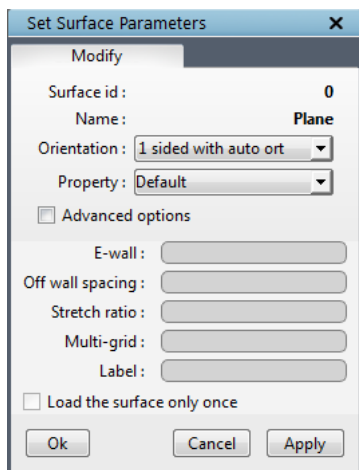 Set Surface Parameters
Modify
Surface id : 0
Name : Plane
Orientation : 1 sided with auto ort
Property : Default
Advanced options
E-wall :
Off wall spacing :
Stretch ratio :
Multi-grid :
Label :
Load the surface only once
Ok Cancel Apply